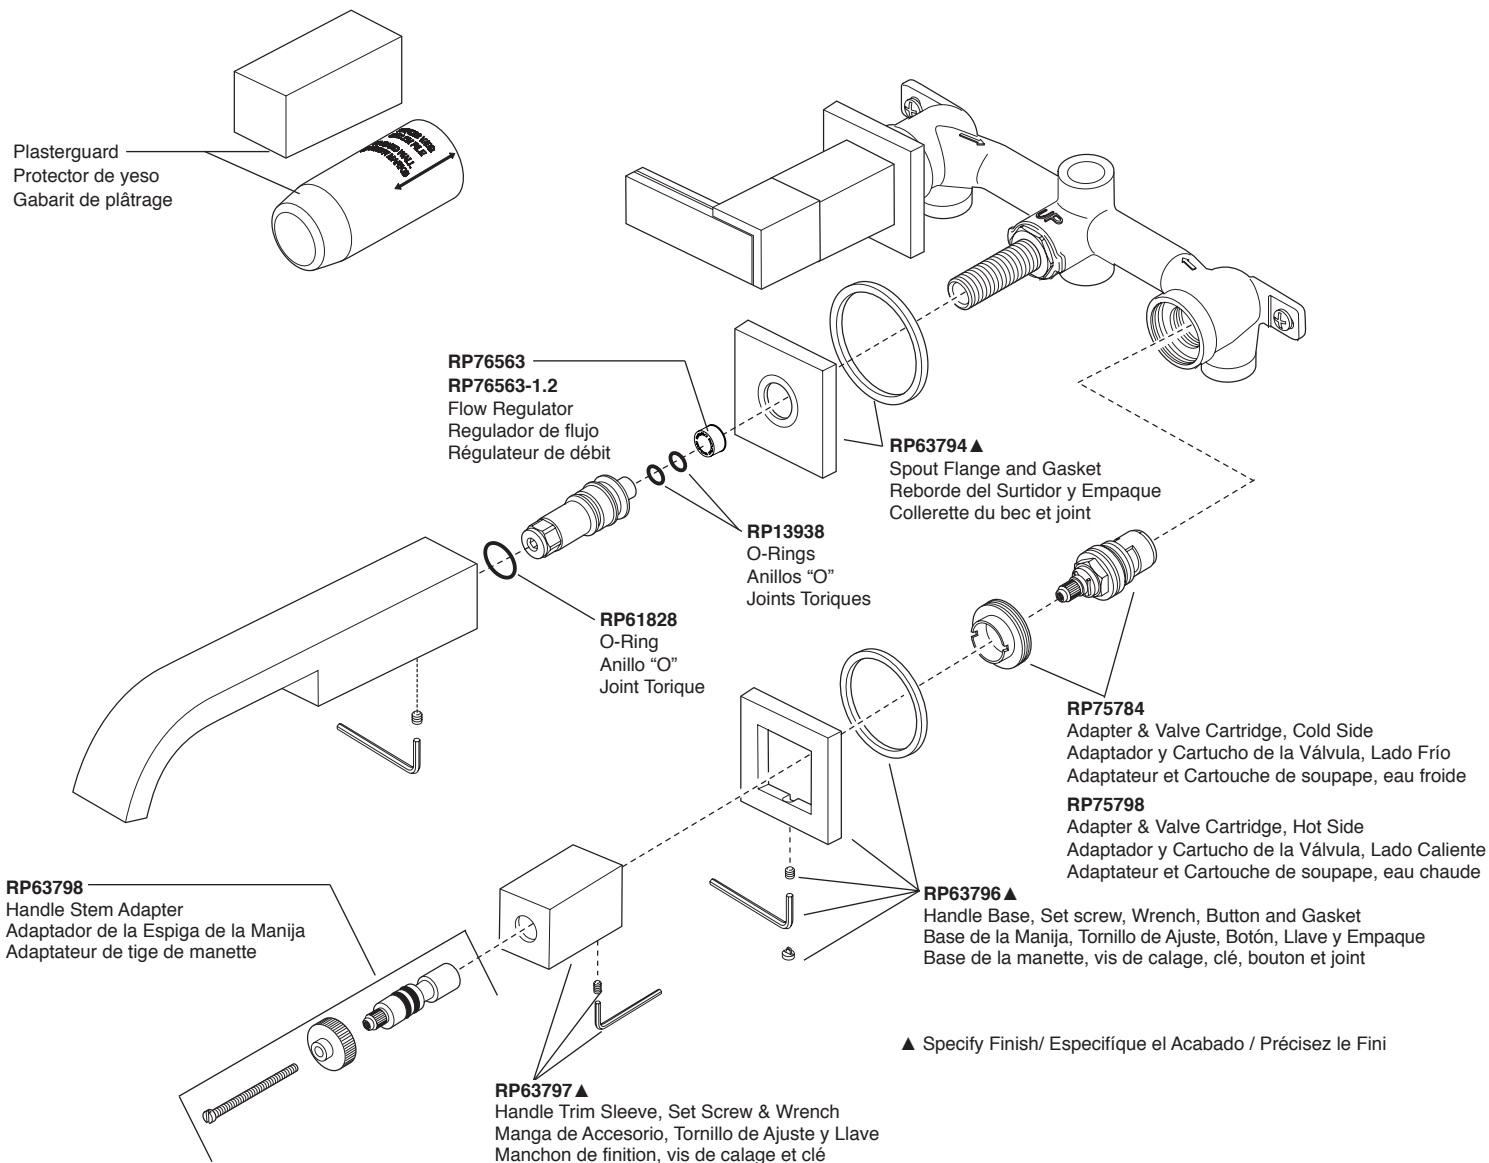 Plasterguard
Protector de yeso
Gabarit de plâtrage
UP
RP76563
RP76563-1.2
Flow Regulator
Regulador de flujo
Régulateur de débit
RP63794▲
Spout Flange and Gasket
Reborde del Surtidor y Empaque
Collerette du bec et joint
RP13938
O-Rings
Anillos “O”
Joints Toriques
RP61828
O-Ring
Anillo “O”
Joint Torique
RP75784
Adapter & Valve Cartridge, Cold Side
Adaptador y Cartucho de la Válvula, Lado Frío
Adaptateur et Cartouche de soupape, eau froide
RP75798
Adapter & Valve Cartridge, Hot Side
Adaptador y Cartucho de la Válvula, Lado Caliente
Adaptateur et Cartouche de soupape, eau chaude
RP63798
Handle Stem Adapter
Adaptador de la Espiga de la Manija
Adaptateur de tige de manette
RP63796▲
Handle Base, Set screw, Wrench, Button and Gasket
Base de la Manija, Tornillo de Ajuste, Botón, Llave y Empaque
Base de la manette, vis de calage, clé, bouton et joint
▲ Specify Finish/ Especifíque el Acabado / Précisez le Fini
RP63797▲
Handle Trim Sleeve, Set Screw & Wrench
Manga de Accesorio, Tornillo de Ajuste y Llave
Manchon de finition, vis de calage et clé